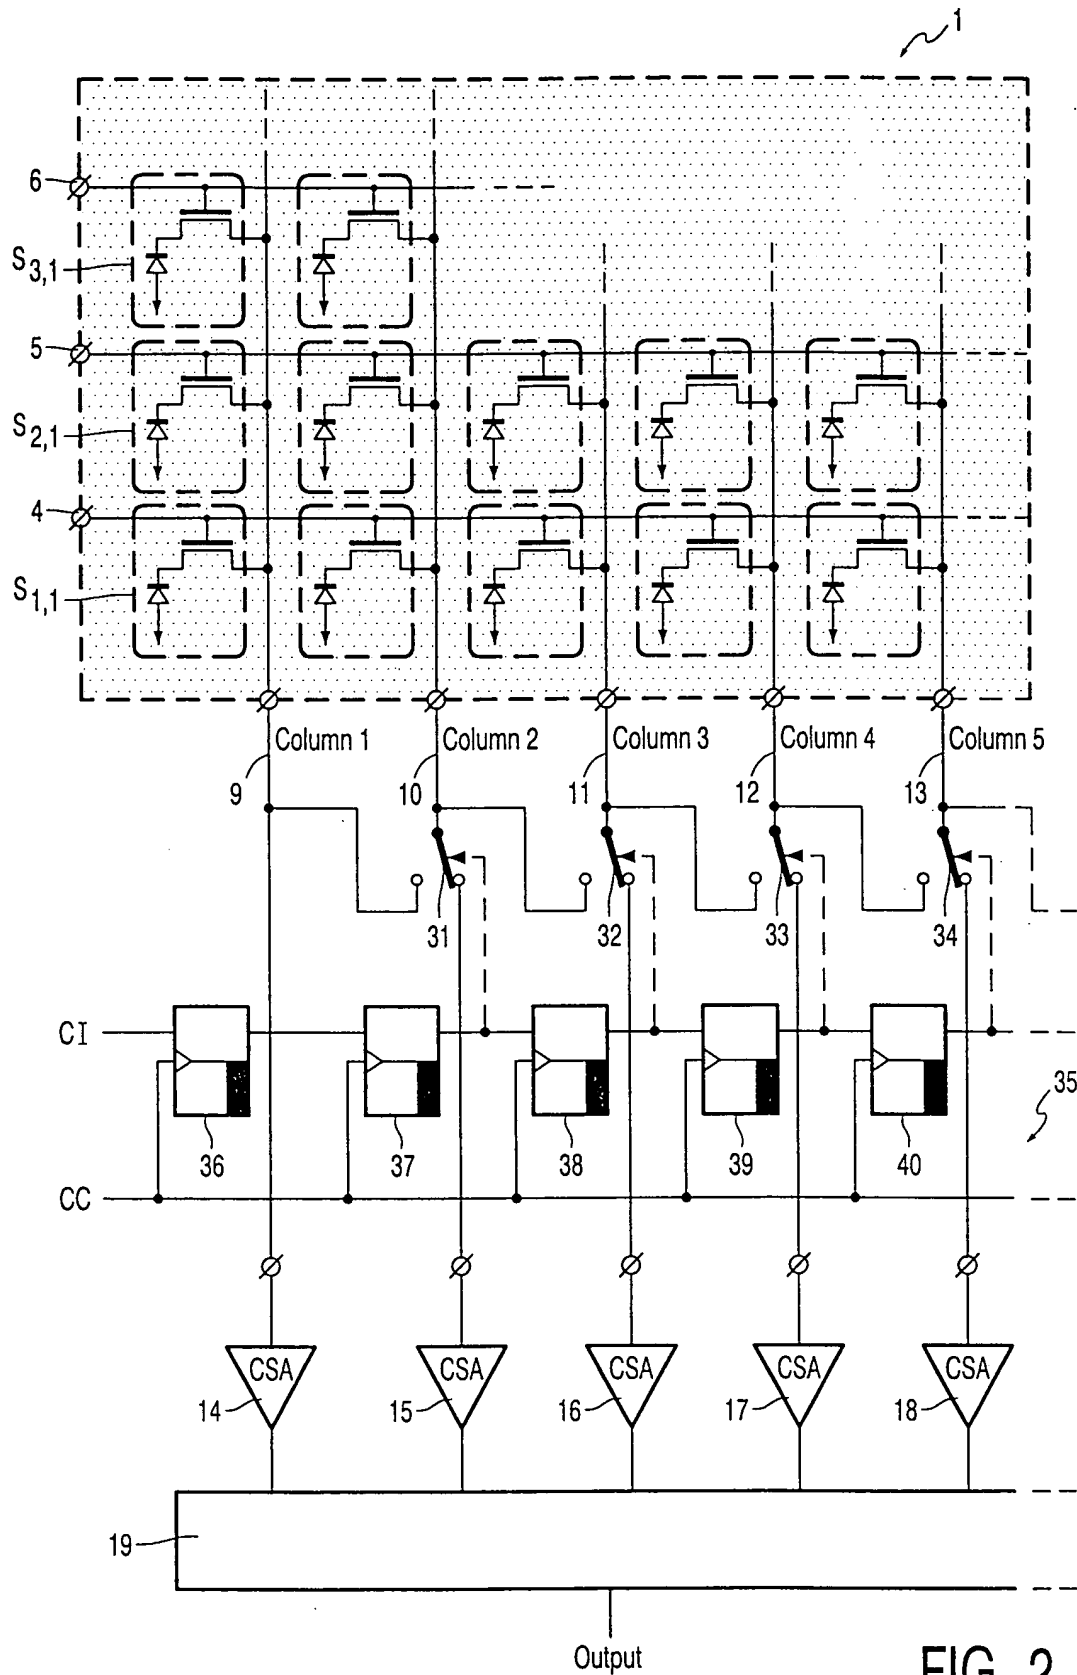 1
6
S3,1
5
S2,1
4
S1,1
Column 1 Column 2 Column 3 Column 4 Column 5
9 10 11 12 13
31 32 33 34
CI
35
36 37 38 39 40
CC
CSA CSA CSA CSA CSA
14 15 16 17 18
19
Output
FIG. 2